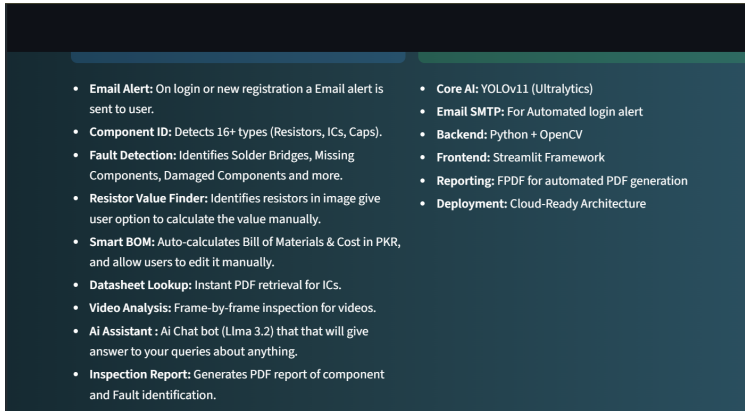 • Email Alert: On login or new registration a Email alert is
sent to user.
• Component ID: Detects 16+ types (Resistors, ICs, Caps).
• Fault Detection: Identifies Solder Bridges, Missing
Components, Damaged Components and more.
• Resistor Value Finder: Identifies resistors in image give
user option to calculate the value manually.
• Smart BOM: Auto-calculates Bill of Materials & Cost in PKR,
and allow users to edit it manually.
• Datasheet Lookup: Instant PDF retrieval for ICs.
• Video Analysis: Frame-by-frame inspection for videos.
• Ai Assistant : Ai Chat bot (Llma 3.2) that that will give
answer to your queries about anything.
• Inspection Report: Generates PDF report of component
and Fault identification.
• Core AI: YOLOv11 (Ultralytics)
• Email SMTP: For Automated login alert
• Backend: Python + OpenCV
• Frontend: Streamlit Framework
• Reporting: FPDF for automated PDF generation
• Deployment: Cloud-Ready Architecture